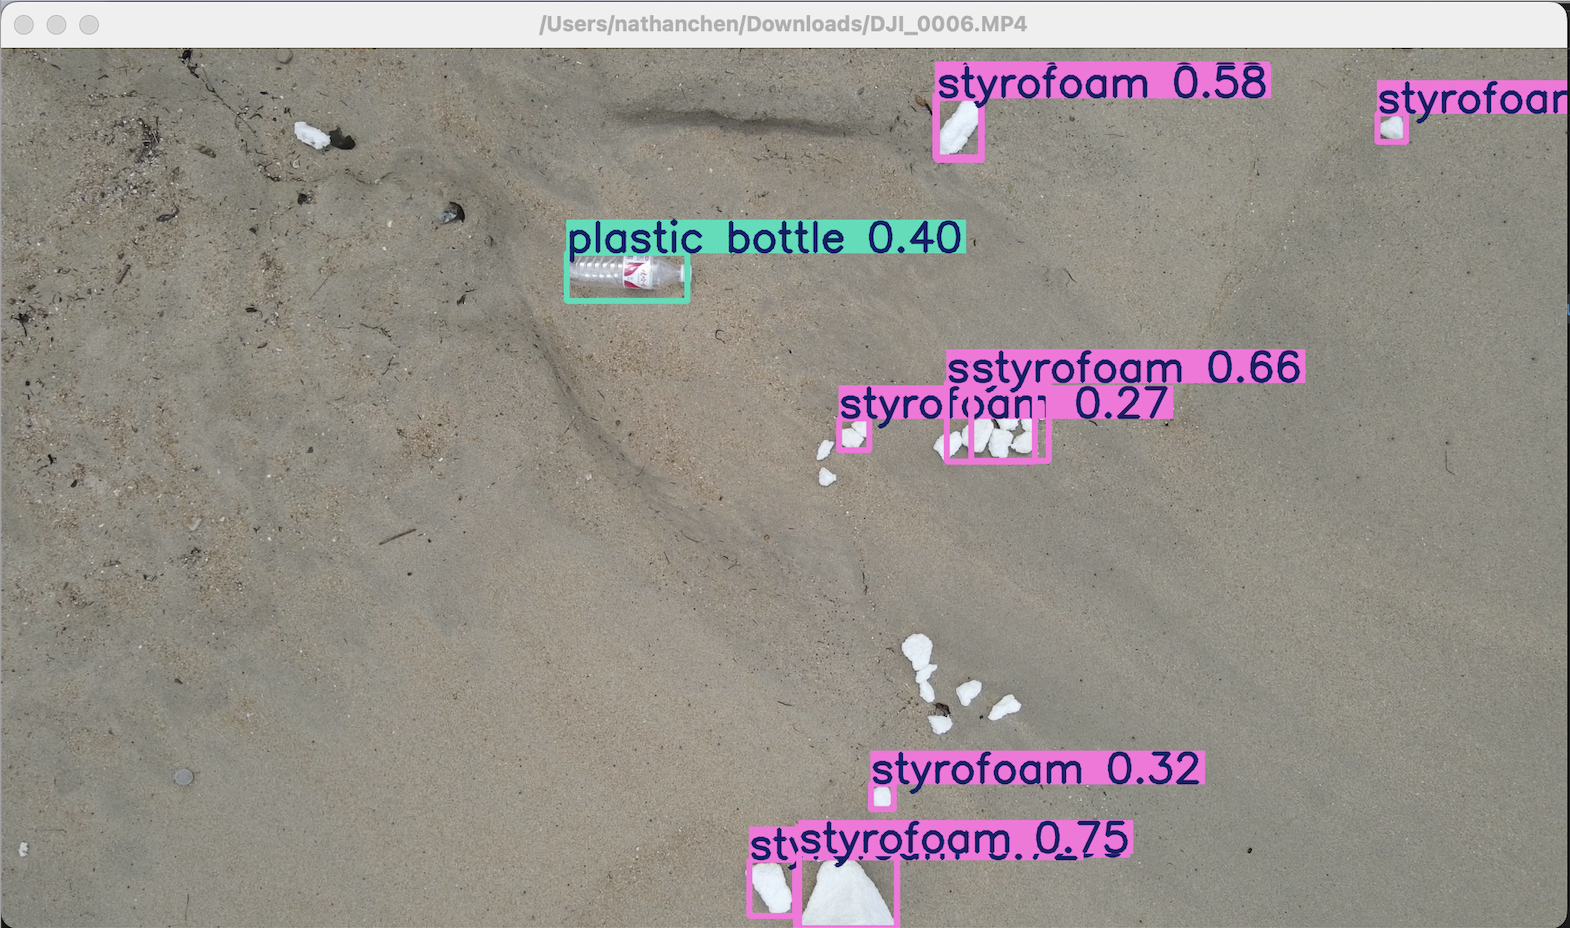 /Users/nathanchen/Downloads/DJI_0006.MP4
styrofoam 0.58
styrofoar
plastic bottle 0.40
sstyrofoam 0.66
styrofoam 0.27
styrofoam 0.32
styrofoam 0.75